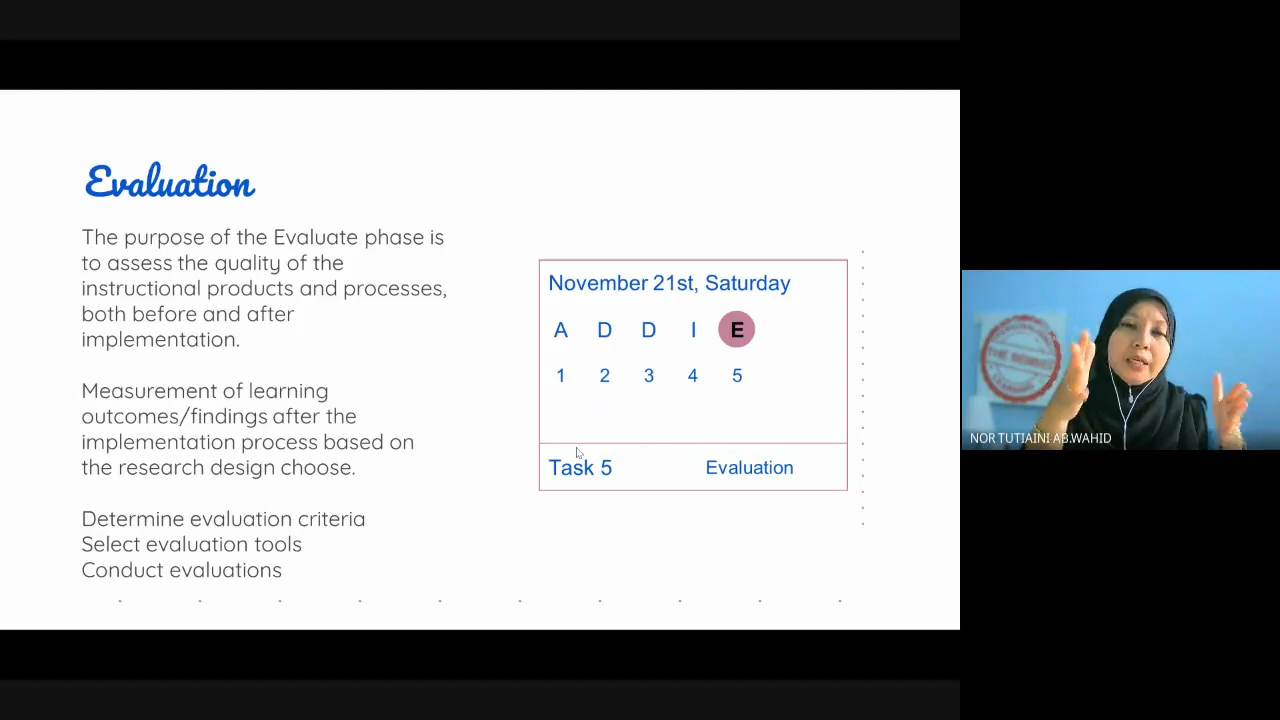 Evaluation
The purpose of the Evaluate phase is
to assess the quality of the
instructional products and processes,
both before and after
implementation.
Measurement of learning
outcomes/findings after the
implementation process based on
the research design choose.
Determine evaluation criteria
Select evaluation tools
Conduct evaluations
November 21st, Saturday
A D D I E
1 2 3 4 5
Task 5 Evaluation
NOR TUTIAINI AB.WAHID